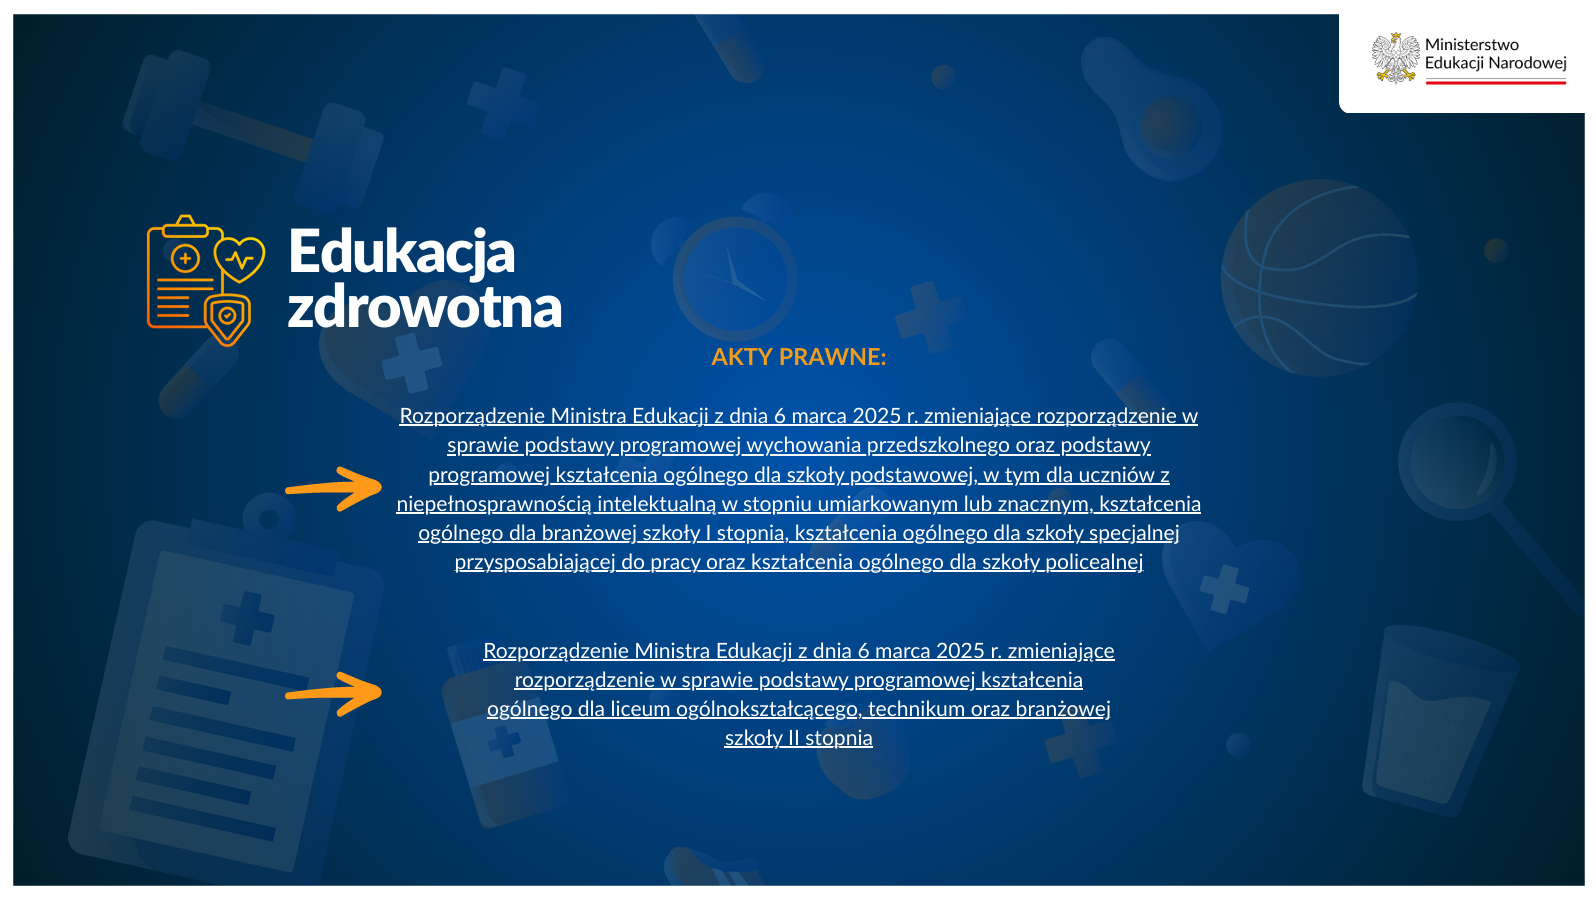 Ministerstwo
Edukacji Narodowej
Edukacja
zdrowotna
AKTY PRAWNE:
Rozporządzenie Ministra Edukacji z dnia 6 marca 2025 r. zmieniające rozporządzenie w
sprawie podstawy programowej wychowania przedszkolnego oraz podstawy
programowej kształcenia ogólnego dla szkoły podstawowej, w tym dla uczniów z
niepełnosprawnością intelektualną w stopniu umiarkowanym lub znacznym, kształcenia
ogólnego dla branżowej szkoły I stopnia, kształcenia ogólnego dla szkoły specjalnej
przysposabiającej do pracy oraz kształcenia ogólnego dla szkoły policealnej
Rozporządzenie Ministra Edukacji z dnia 6 marca 2025 r. zmieniające
rozporządzenie w sprawie podstawy programowej kształcenia
ogólnego dla liceum ogólnokształcącego, technikum oraz branżowej
szkoły II stopnia